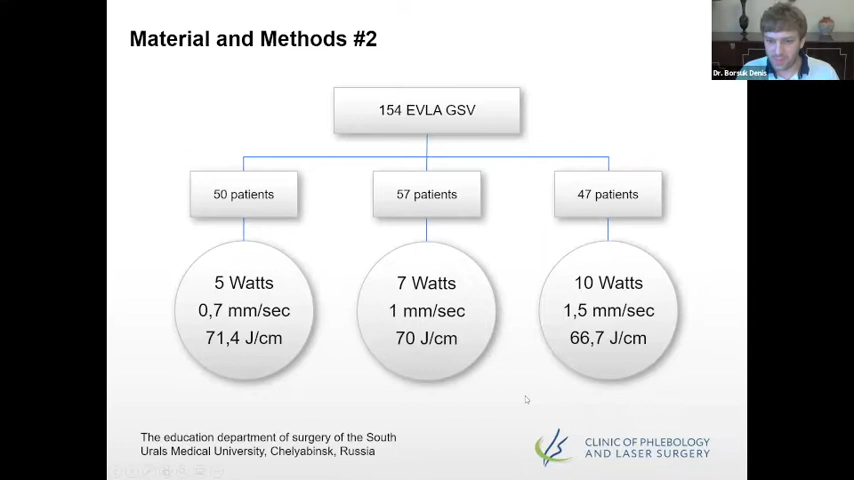 Material and Methods #2
Dr. Borsuk Denis
154 EVLA GSV
50 patients
57 patients
47 patients
5 Watts
0,7 mm/sec
71,4 J/cm
7 Watts
1 mm/sec
70 J/cm
10 Watts
1,5 mm/sec
66,7 J/cm
The education department of surgery of the South
Urals Medical University, Chelyabinsk, Russia
CLINIC OF PHLEBOLOGY
AND LASER SURGERY